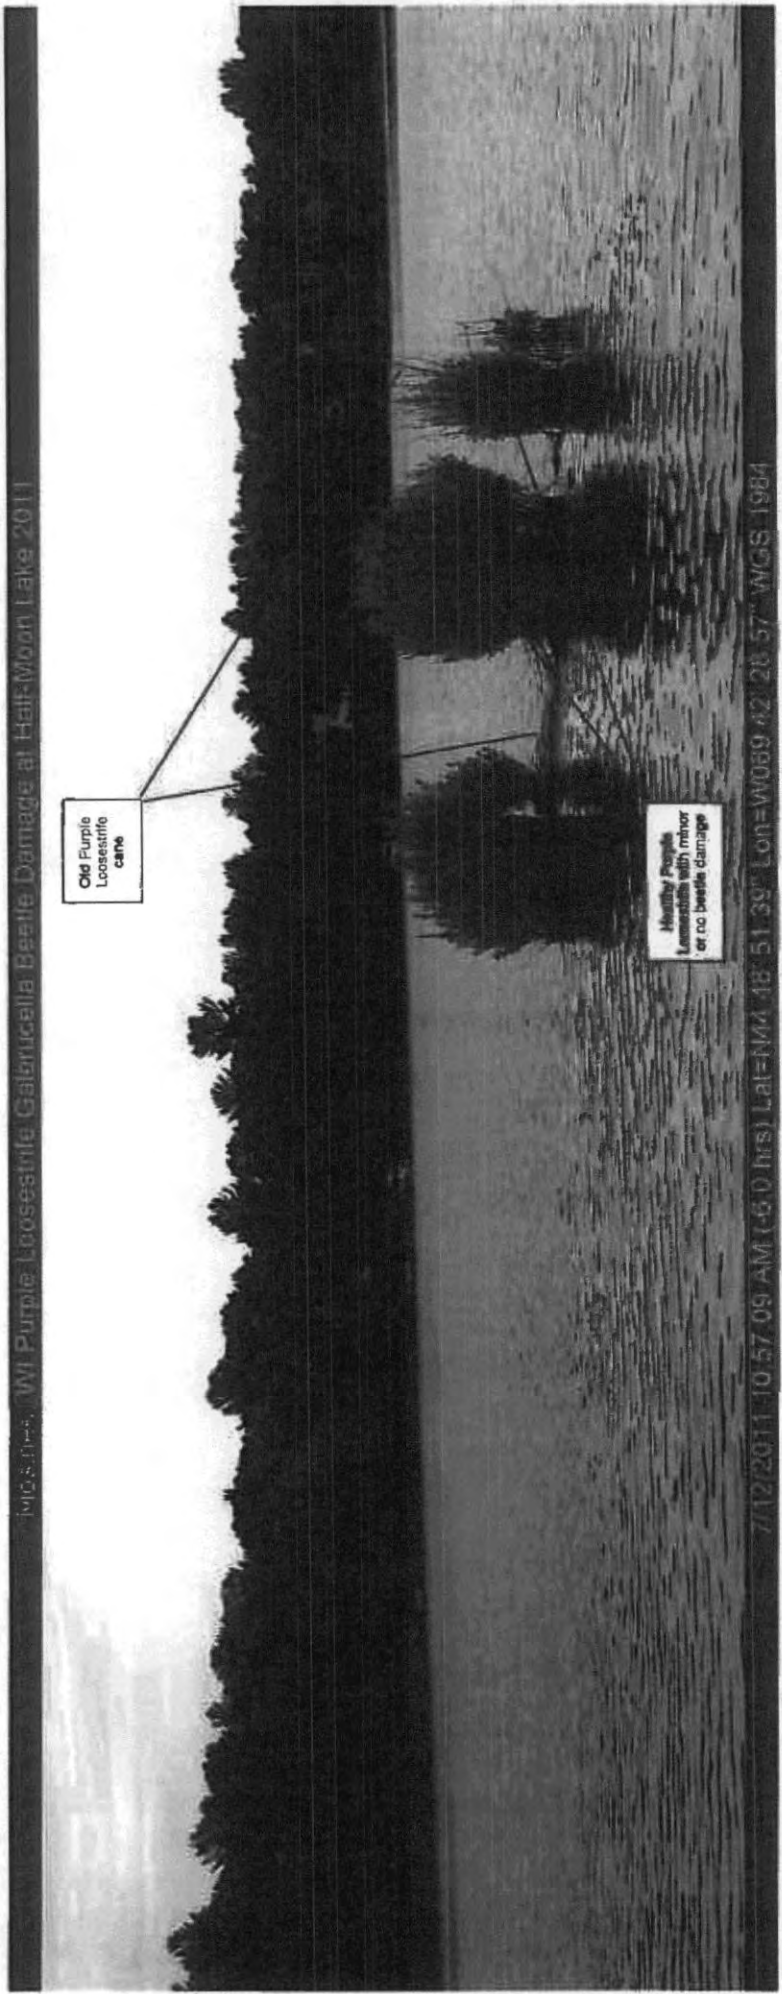 WI Purple Loosestrife Galerucella Beetle Damage at Half-Moon Lake 2011
Old Purple
Loosestrife
cane
Healthy Purple
Loosestrife with minor
or no beetle damage
7/12/2011 10:57:09 AM (-6.0 hrs) Lat=N44 18' 51.39" Lon=W089 42' 28.57" WGS 1984